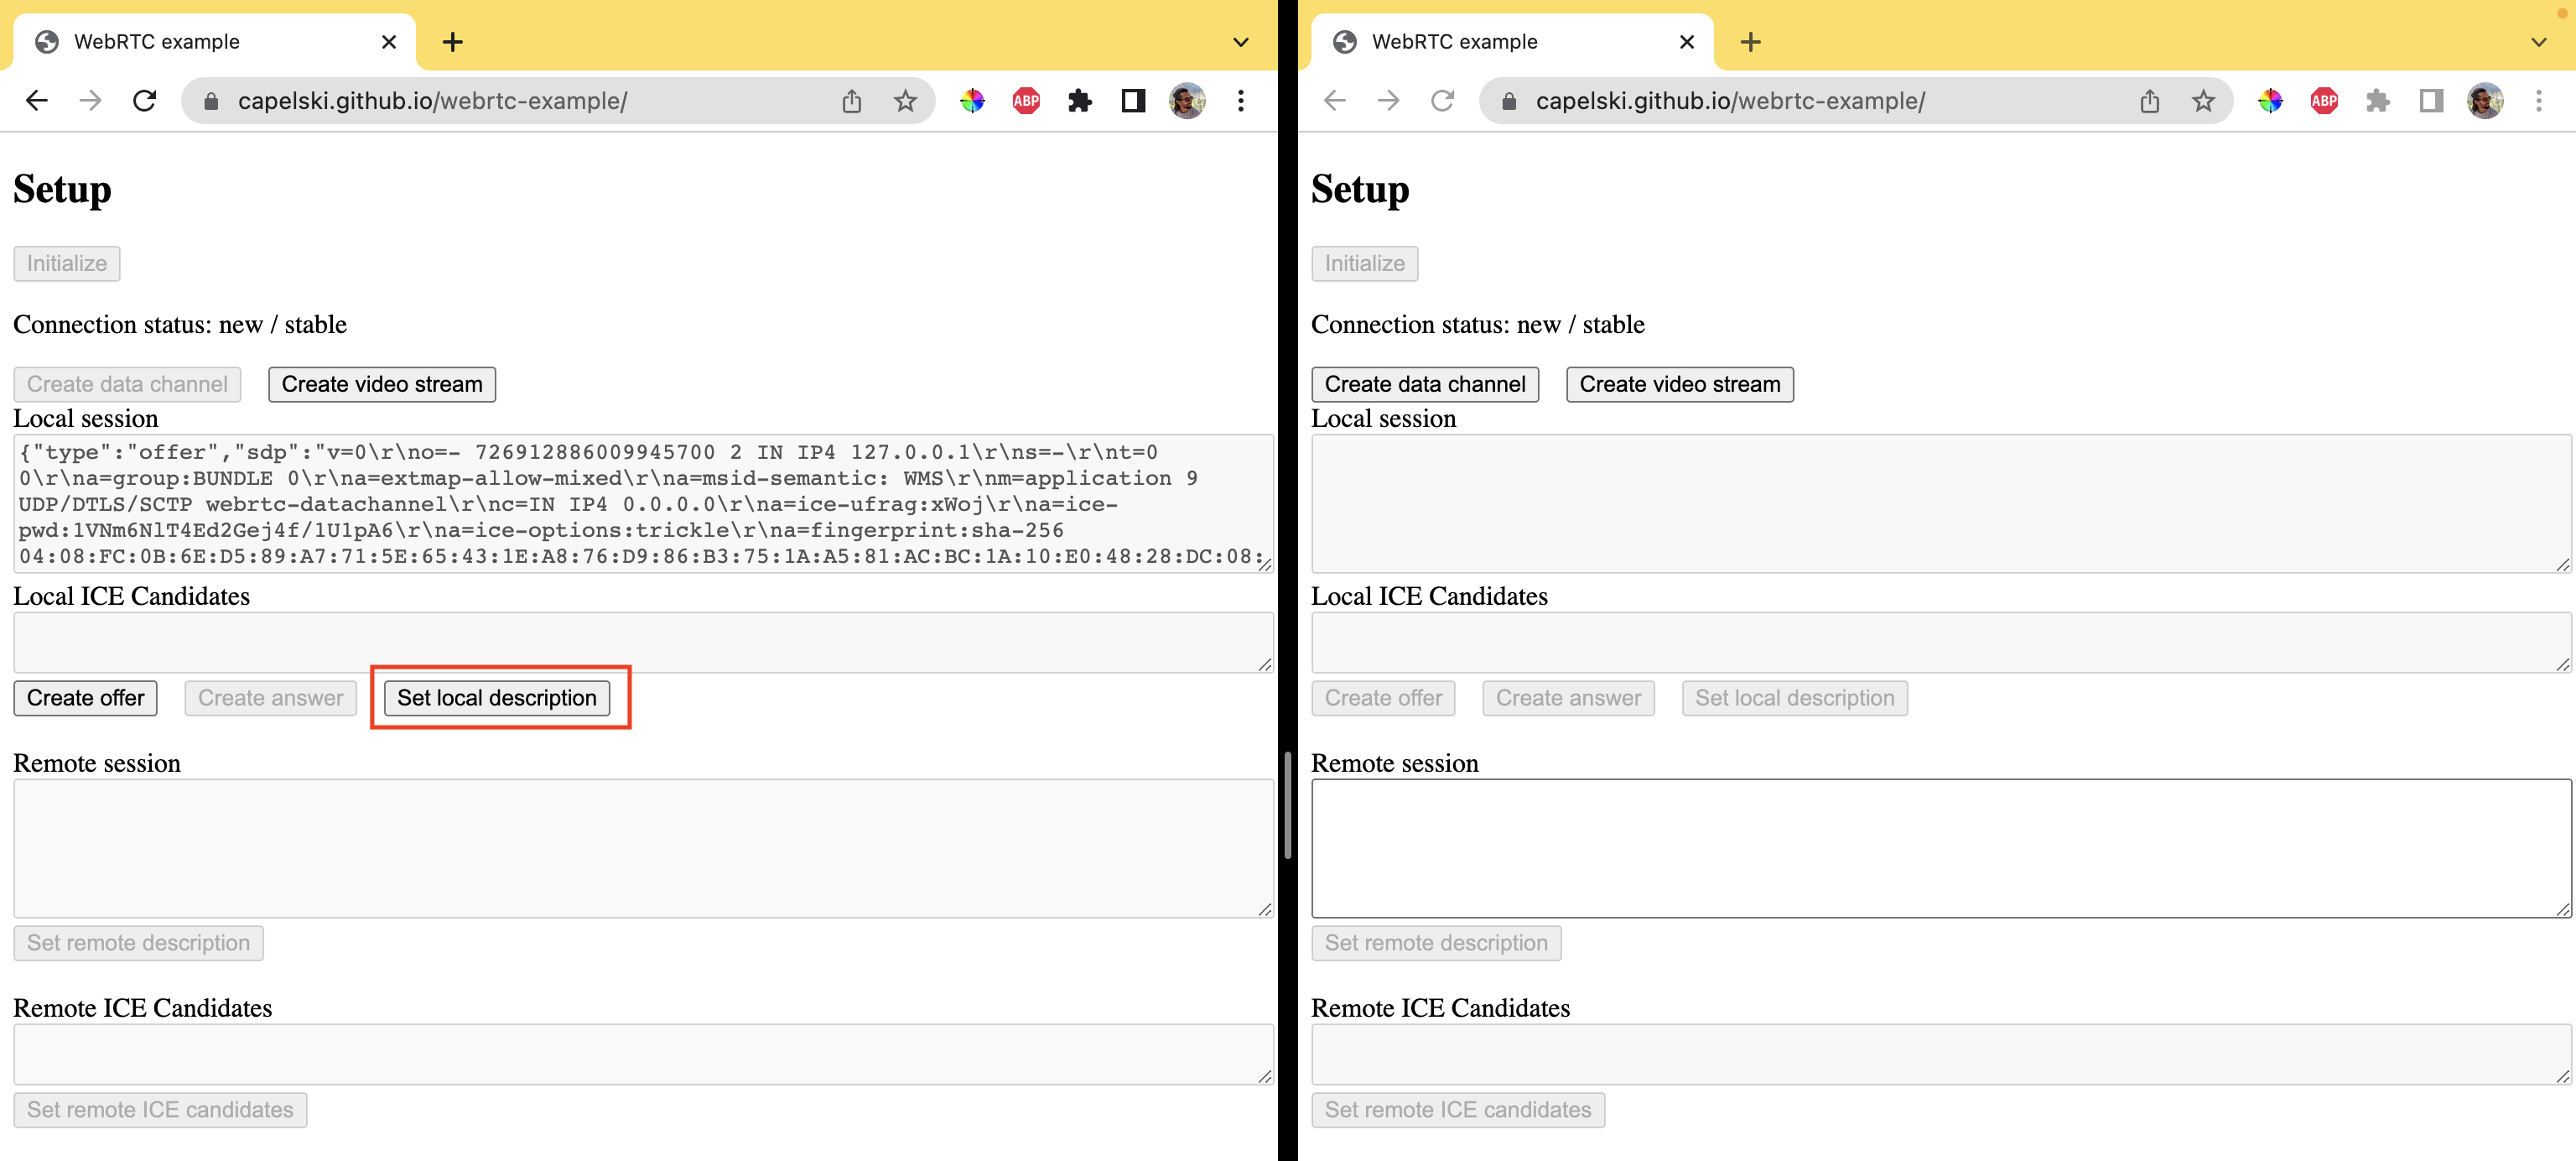 WebRTC example
capelski.github.io/webrtc-example/
ABP
Setup
Initialize
Connection status: new / stable
Create data channel
Create video stream
Local session
{"type":"offer","sdp":"v=0\r\no=- 726912886009945700 2 IN IP4 127.0.0.1\r\ns=-\r\nt=0
0\r\na=group:BUNDLE 0\r\na=extmap-allow-mixed\r\na=msid-semantic: WMS\r\nm=application 9
UDP/DTLS/SCTP webrtc-datachannel\r\nc=IN IP4 0.0.0.0\r\na=ice-ufrag:xWoj\r\na=ice-
pwd:1VNm6NlT4Ed2Gej4f/1U1pA6\r\na=ice-options:trickle\r\na=fingerprint:sha-256
04:08:FC:0B:6E:D5:89:A7:71:5E:65:43:1E:A8:76:D9:86:B3:75:1A:A5:81:AC:BC:1A:10:E0:48:28:DC:08:
Local ICE Candidates
Create offer
Create answer
Set local description
Remote session
Set remote description
Remote ICE Candidates
Set remote ICE candidates
WebRTC example
capelski.github.io/webrtc-example/
ABP
Setup
Initialize
Connection status: new / stable
Create data channel
Create video stream
Local session
Local ICE Candidates
Create offer
Create answer
Set local description
Remote session
Set remote description
Remote ICE Candidates
Set remote ICE candidates